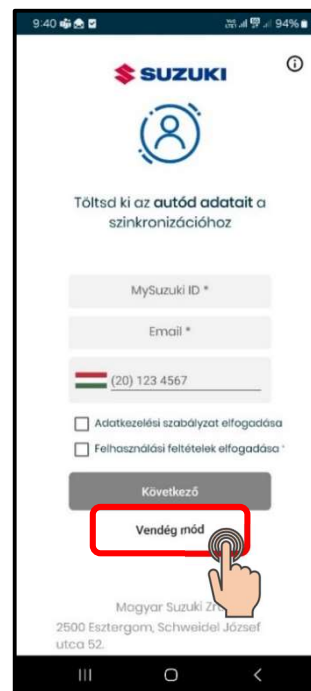 9:40 94%
SUZUKI
Töltsd ki az autód adatait a
szinkronizációhoz
MySuzuki ID *
Email *
(20) 123 4567
Adatkezelési szabályzat elfogadása
Felhasználási feltételek elfogadása *
Következő
Vendég mód
Magyar Suzuki Zrt.
2500 Esztergom, Schweidel József
utca 52.